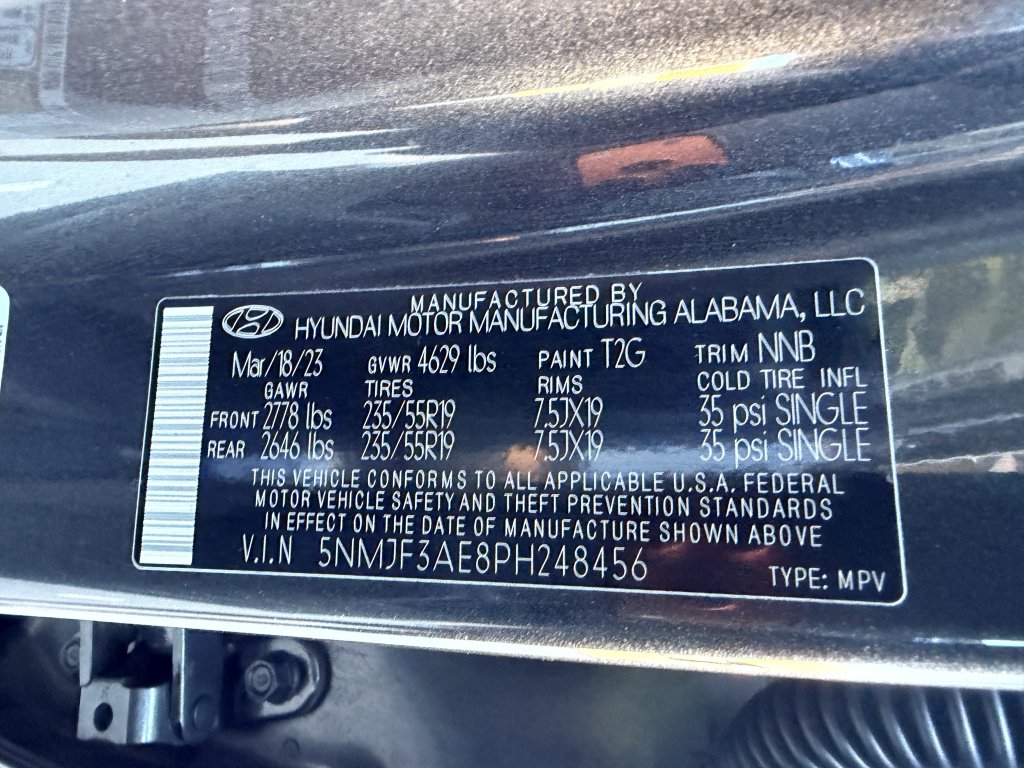 MANUFACTURED BY
HYUNDAI MOTOR MANUFACTURING ALABAMA, LLC
Mar/18/23 GVWR 4629 lbs PAINT T2G TRIM NNB
GAWR TIRES RIMS COLD TIRE INFL
FRONT 2778 lbs 235/55R19 7.5JX19 35 psi SINGLE
REAR 2646 lbs 235/55R19 7.5JX19 35 psi SINGLE
THIS VEHICLE CONFORMS TO ALL APPLICABLE U.S.A. FEDERAL
MOTOR VEHICLE SAFETY AND THEFT PREVENTION STANDARDS
IN EFFECT ON THE DATE OF MANUFACTURE SHOWN ABOVE
V.I.N 5NMJF3AE8PH248456
TYPE: MPV